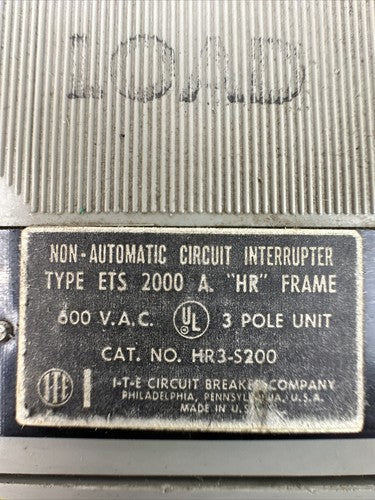 LOAD
NON-AUTOMATIC CIRCUIT INTERRUPTER
TYPE ETS 2000 A. "HR" FRAME
600 V.A.C. UL 3 POLE UNIT
CAT. NO. HR3-S200
ITE I-T-E CIRCUIT BREAKER COMPANY
PHILADELPHIA, PENNSYLVANIA, U.S.A.
MADE IN U.S.